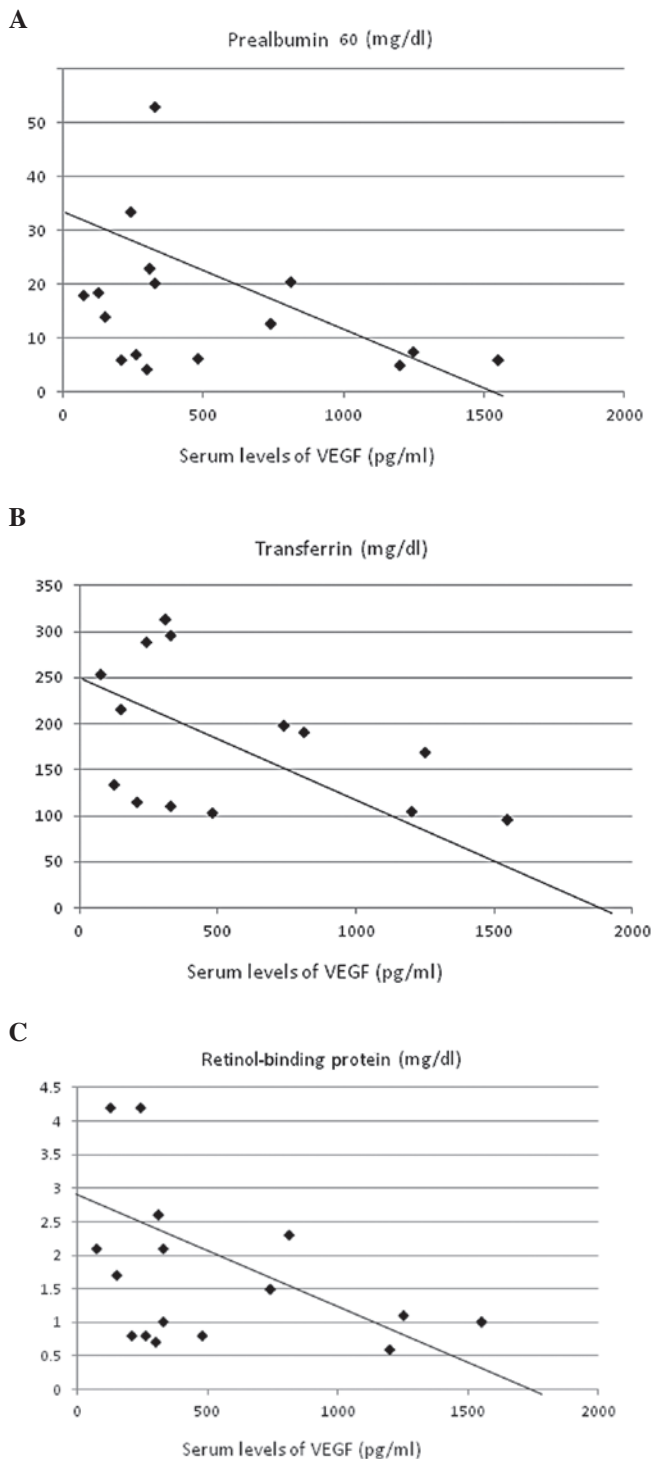 A
Prealbumin 60 (mg/dl)
50
40
30
20
10
0
0 500 1000 1500 2000
Serum levels of VEGF (pg/ml)
B
Transferrin (mg/dl)
350
300
250
200
150
100
50
0
0 500 1000 1500 2000
Serum levels of VEGF (pg/ml)
C
Retinol-binding protein (mg/dl)
4.5
4
3.5
3
2.5
2
1.5
1
0.5
0
0 500 1000 1500 2000
Serum levels of VEGF (pg/ml)